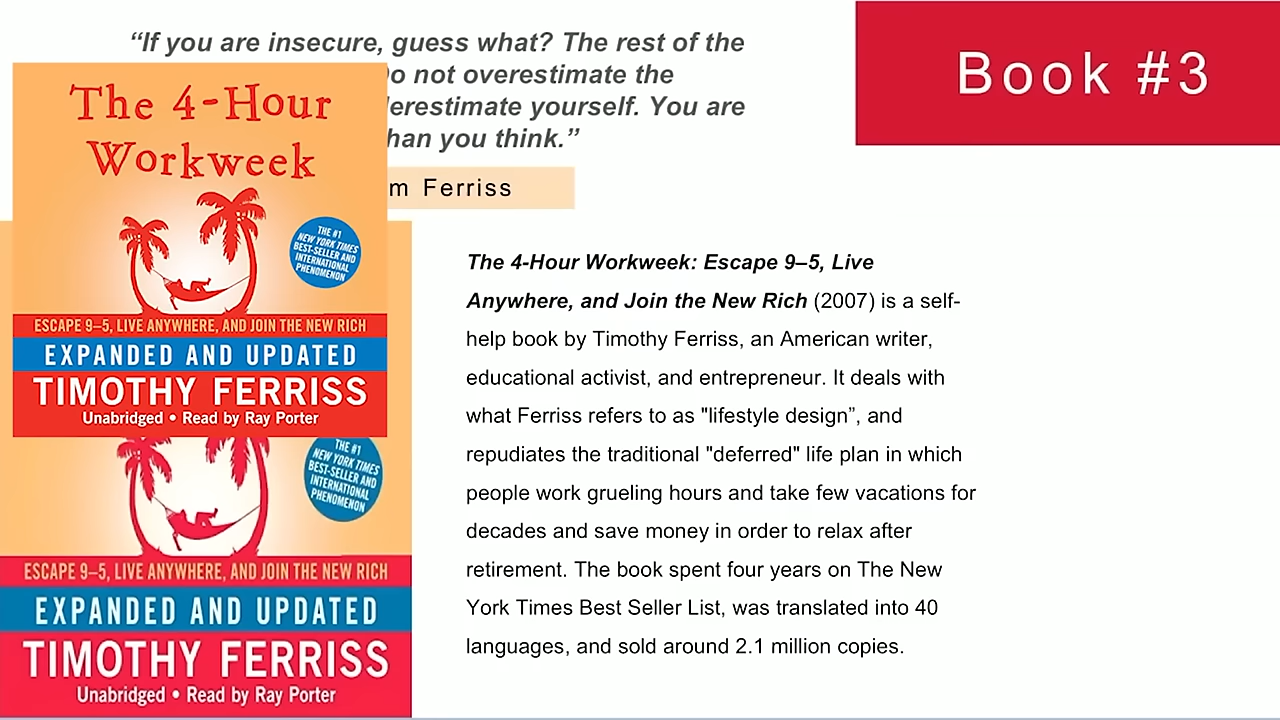 “If you are insecure, guess what? The rest of the
o not overestimate the
erestimate yourself. You are
han you think.”
m Ferriss
Book #3
The 4-Hour
Workweek
THE #1
NEW YORK TIMES
BEST-SELLER AND
INTERNATIONAL
PHENOMENON
ESCAPE 9–5, LIVE ANYWHERE, AND JOIN THE NEW RICH
EXPANDED AND UPDATED
TIMOTHY FERRISS
Unabridged • Read by Ray Porter
THE #1
NEW YORK TIMES
BEST-SELLER AND
INTERNATIONAL
PHENOMENON
ESCAPE 9–5, LIVE ANYWHERE, AND JOIN THE NEW RICH
EXPANDED AND UPDATED
TIMOTHY FERRISS
Unabridged • Read by Ray Porter
The 4-Hour Workweek: Escape 9–5, Live
Anywhere, and Join the New Rich (2007) is a self-
help book by Timothy Ferriss, an American writer,
educational activist, and entrepreneur. It deals with
what Ferriss refers to as "lifestyle design”, and
repudiates the traditional "deferred" life plan in which
people work grueling hours and take few vacations for
decades and save money in order to relax after
retirement. The book spent four years on The New
York Times Best Seller List, was translated into 40
languages, and sold around 2.1 million copies.